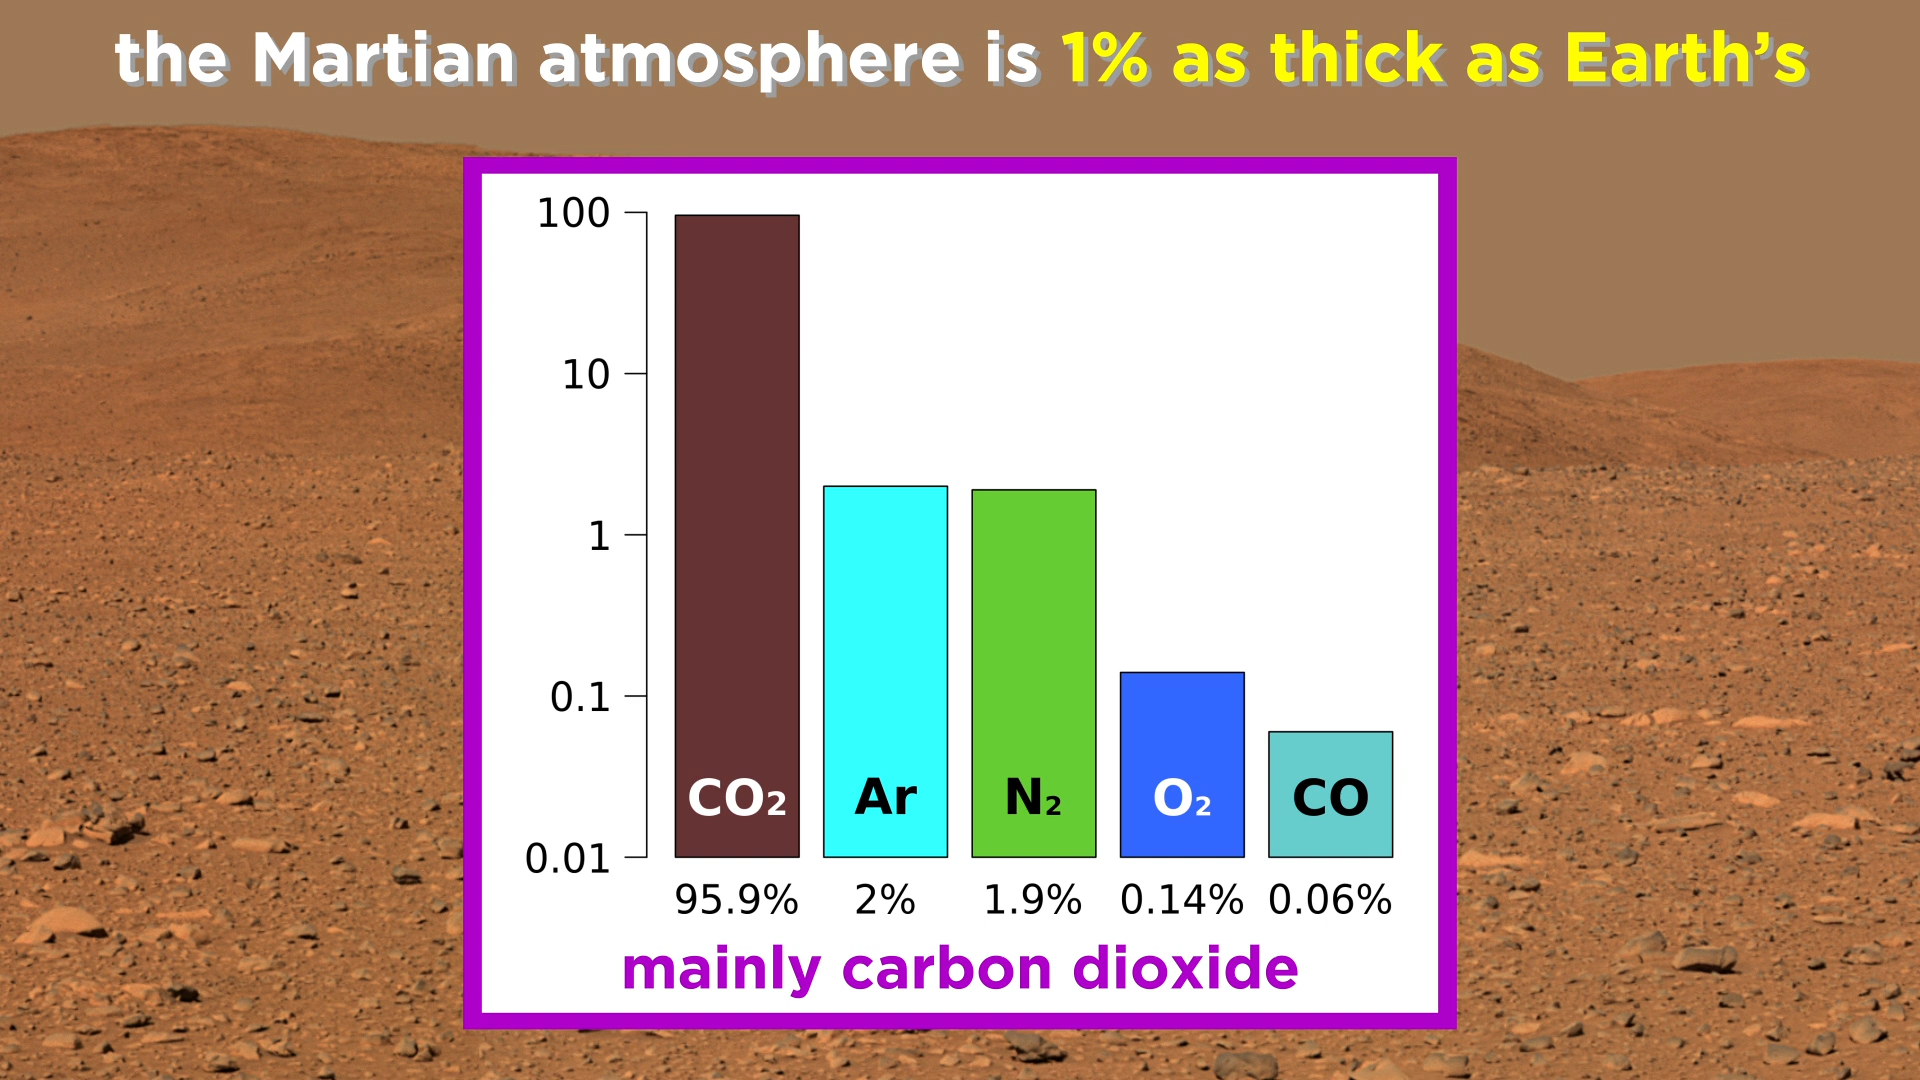 the Martian atmosphere is 1% as thick as Earth’s
100
10
1
0.1
0.01
CO₂ Ar N₂ O₂ CO
95.9% 2% 1.9% 0.14% 0.06%
mainly carbon dioxide